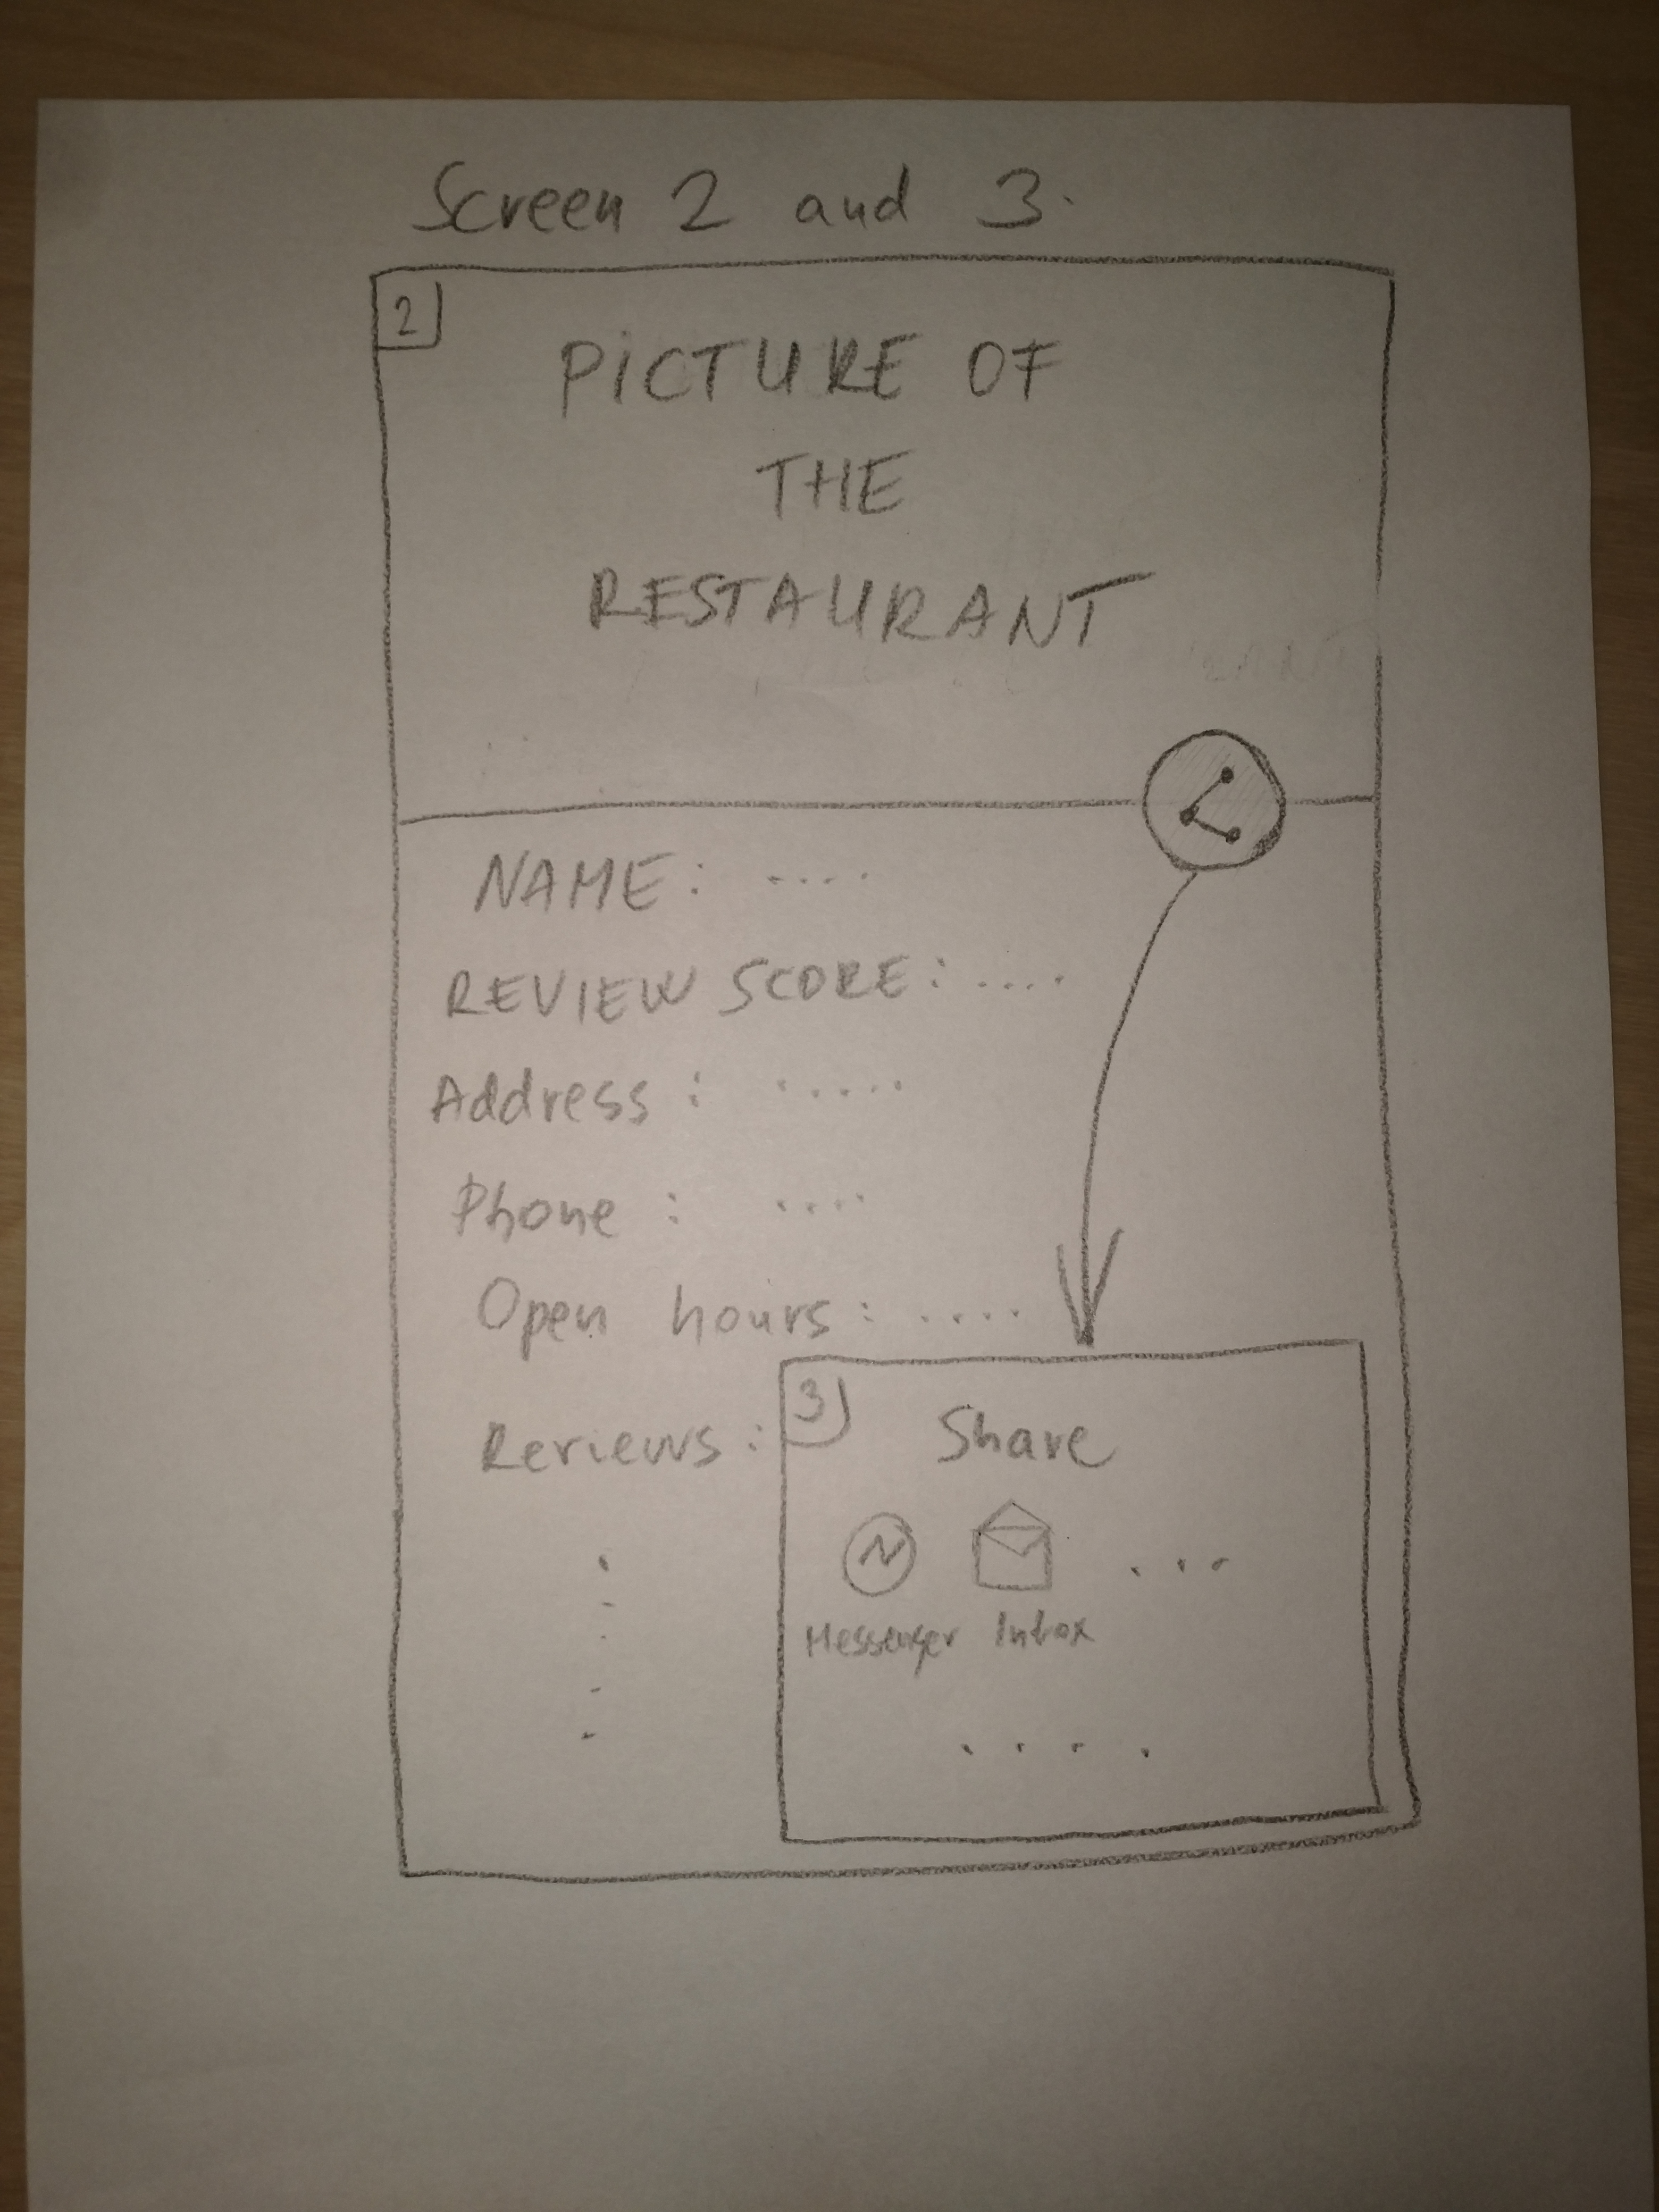 Screen 2 and 3.
2
PiCTURE OF
THE
RESTAURANT
NAME: ....
REVIEW SCORE: ....
Address: .....
Phone: ....
Open hours: ....
Reviews:
3
Share
...
Messenger Inbox
....